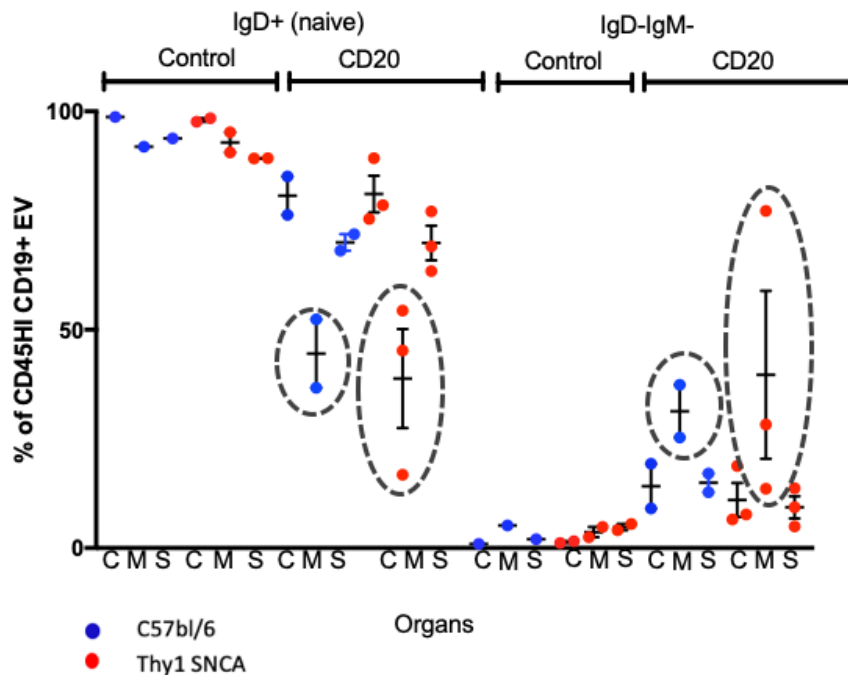 IgD+ (naive) IgD-IgM-
Control CD20 Control CD20
% of CD45HI CD19+ EV
100
50
0
C M S C M S C M S C M S C M S C M S C M S C M S
Organs
C57bl/6
Thy1 SNCA